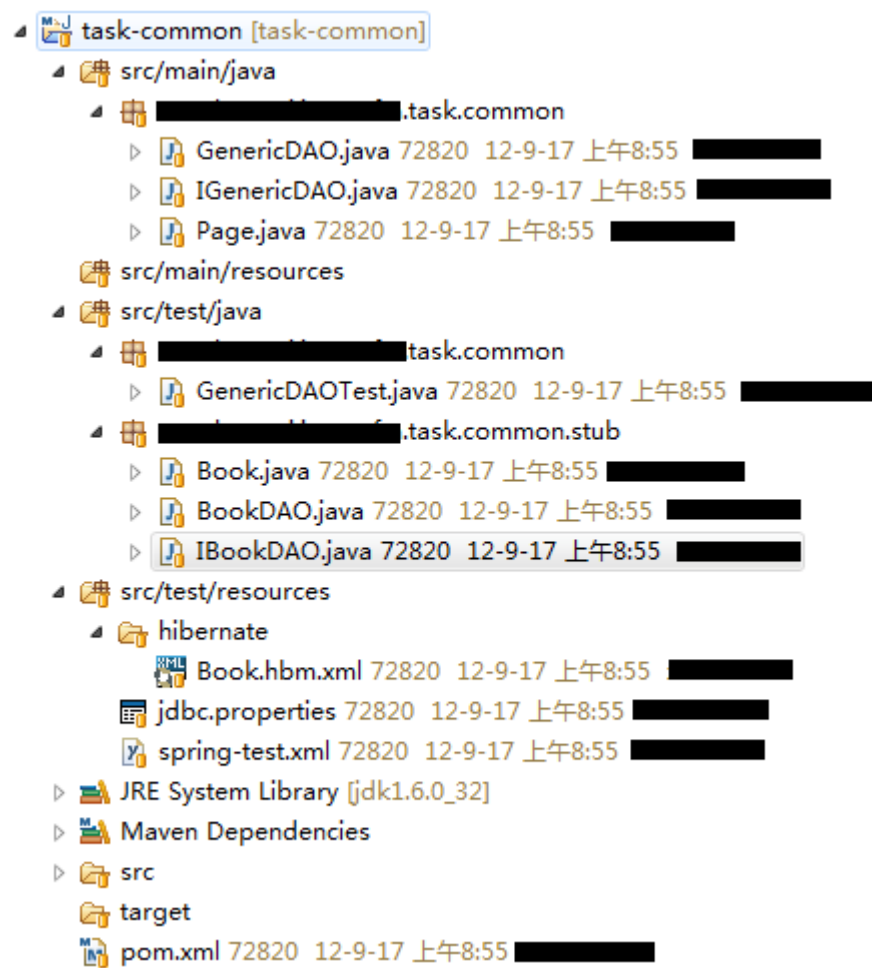 task-common [task-common]
src/main/java
.task.common
GenericDAO.java 72820 12-9-17 上午8:55
IGenericDAO.java 72820 12-9-17 上午8:55
Page.java 72820 12-9-17 上午8:55
src/main/resources
src/test/java
task.common
GenericDAOTest.java 72820 12-9-17 上午8:55
.task.common.stub
Book.java 72820 12-9-17 上午8:55
BookDAO.java 72820 12-9-17 上午8:55
IBookDAO.java 72820 12-9-17 上午8:55
src/test/resources
hibernate
Book.hbm.xml 72820 12-9-17 上午8:55
jdbc.properties 72820 12-9-17 上午8:55
spring-test.xml 72820 12-9-17 上午8:55
JRE System Library [jdk1.6.0_32]
Maven Dependencies
src
target
pom.xml 72820 12-9-17 上午8:55